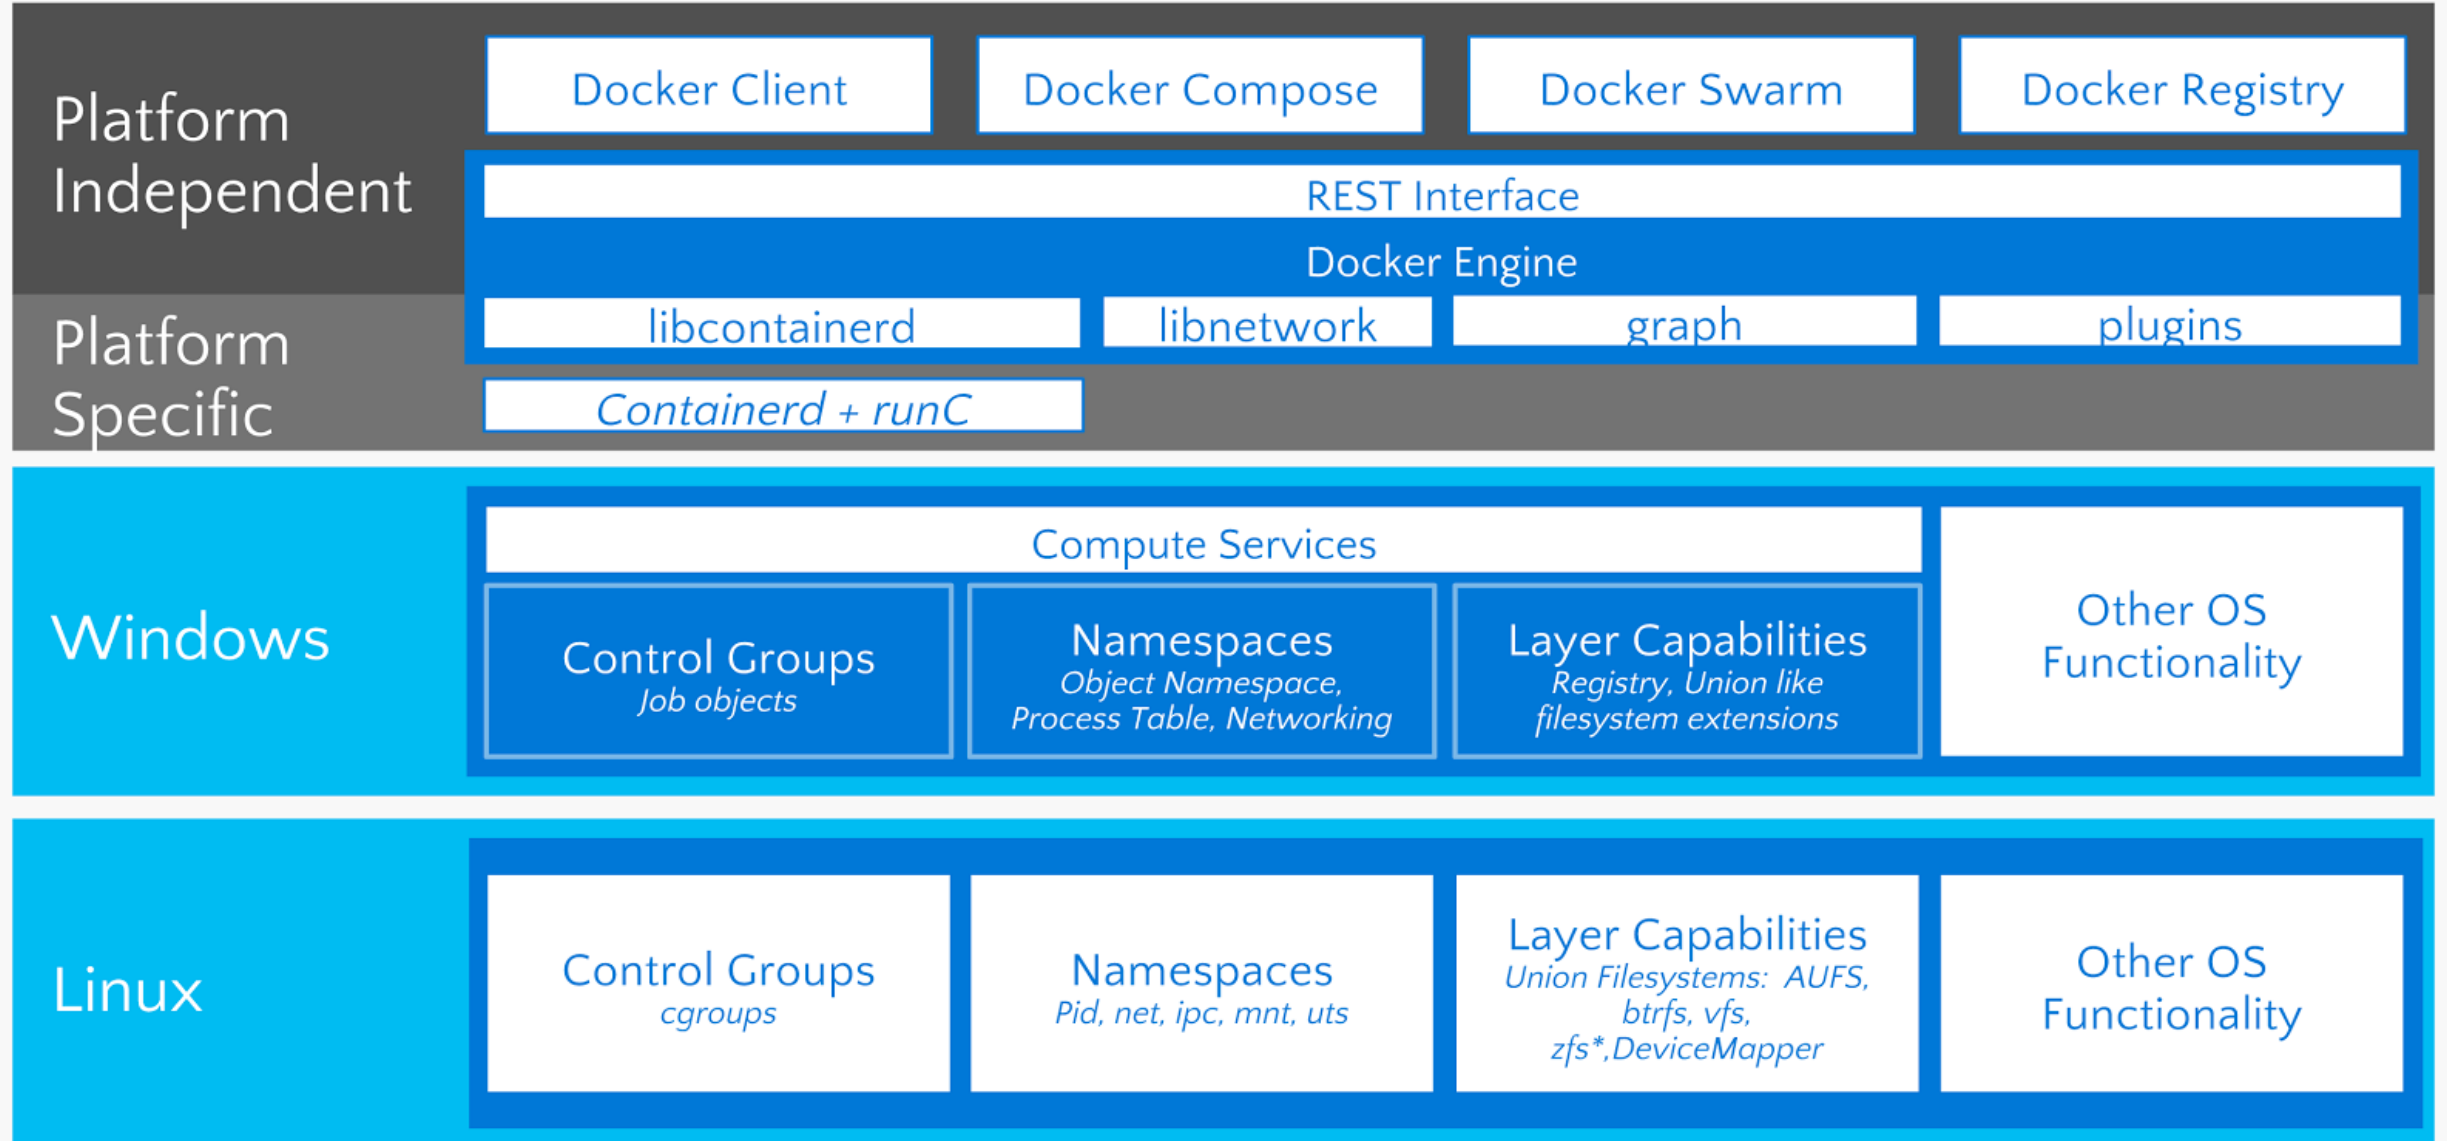 Platform
Independent
Docker Client
Docker Compose
Docker Swarm
Docker Registry
REST Interface
Docker Engine
Platform
Specific
libcontainerd
libnetwork
graph
plugins
Containerd + runC
Windows
Compute Services
Control Groups
Job objects
Namespaces
Object Namespace,
Process Table, Networking
Layer Capabilities
Registry, Union like
filesystem extensions
Other OS
Functionality
Linux
Control Groups
cgroups
Namespaces
Pid, net, ipc, mnt, uts
Layer Capabilities
Union Filesystems:  AUFS,
btrfs, vfs,
zfs*,DeviceMapper
Other OS
Functionality